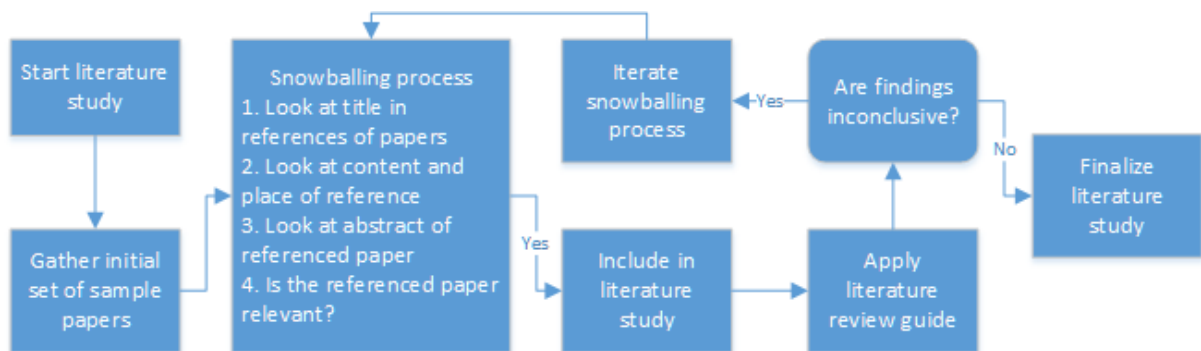 Start literature
study
Gather initial
set of sample
papers
Snowballing process
1. Look at title in
references of papers
2. Look at content and
place of reference
3. Look at abstract of
referenced paper
4. Is the referenced paper
relevant?
Yes
Include in
literature
study
Apply
literature
review guide
Are findings
inconclusive?
Yes
Iterate
snowballing
process
No
Finalize
literature
study